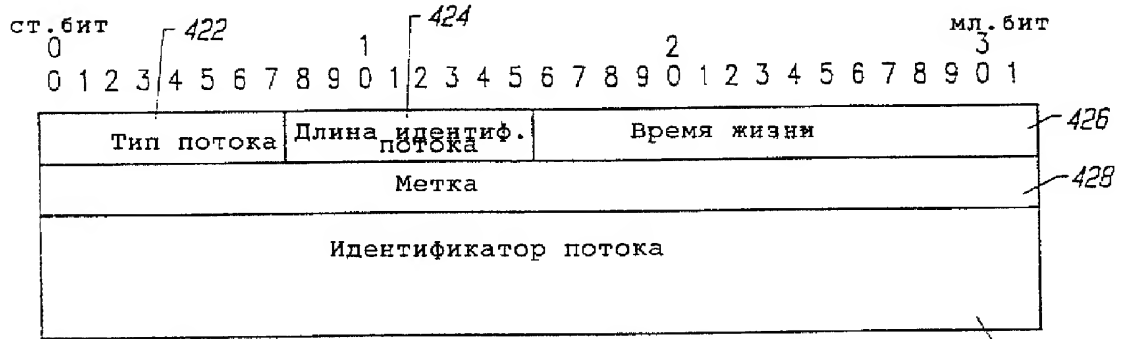 ст.бит 422 424 мл.бит
0 1 2 3
0 1 2 3 4 5 6 7 8 9 0 1 2 3 4 5 6 7 8 9 0 1 2 3 4 5 6 7 8 9 0 1
Тип потока Длина идентиф. потока Время жизни 426
Метка 428
Идентификатор потока